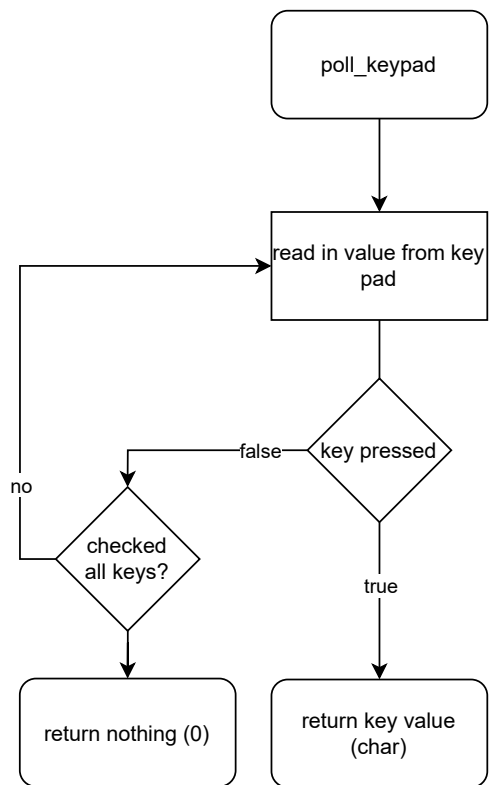 poll_keypad
read in value from key
pad
key pressed
false
no
checked
all keys?
true
return nothing (0)
return key value
(char)